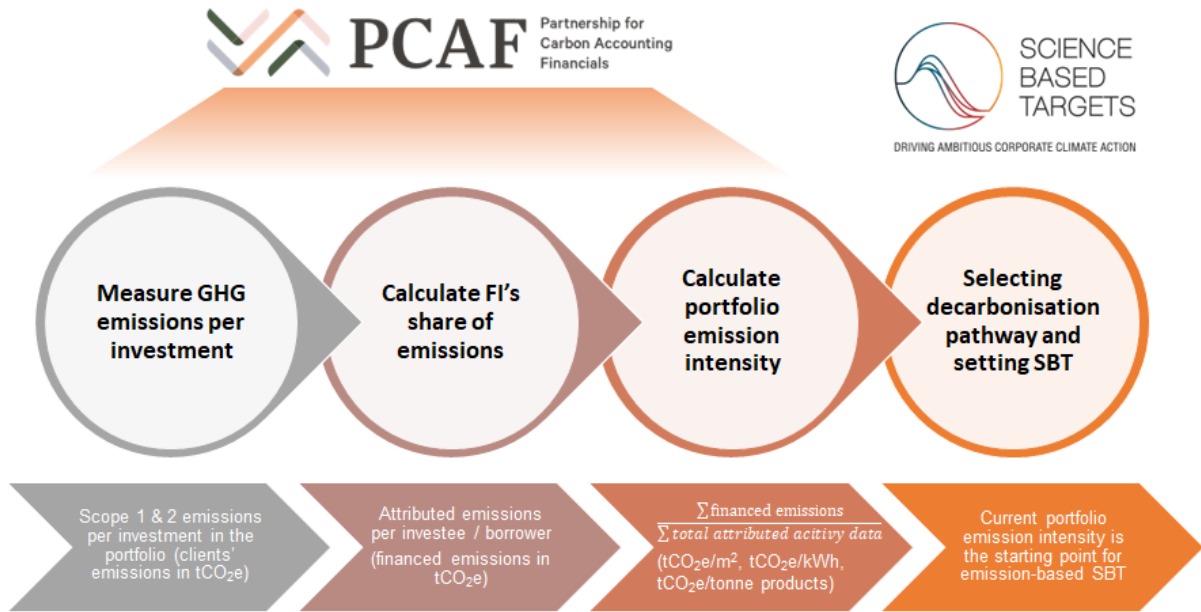 PCAF
Partnership for
Carbon Accounting
Financials
SCIENCE
BASED
TARGETS
DRIVING AMBITIOUS CORPORATE CLIMATE ACTION
Measure GHG
emissions per
investment
Calculate FI's
share of
emissions
Calculate
portfolio
emission
intensity
Selecting
decarbonisation
pathway and
setting SBT
Scope 1 & 2 emissions
per investment in the
portfolio (clients'
emissions in tCO₂e)
Attributed emissions
per investee / borrower
(financed emissions in
tCO₂e)
∑financed emissions
∑total attributed acitivy data
(tCO₂e/m², tCO₂e/kWh,
tCO₂e/tonne products)
Current portfolio
emission intensity is
the starting point for
emission-based SBT